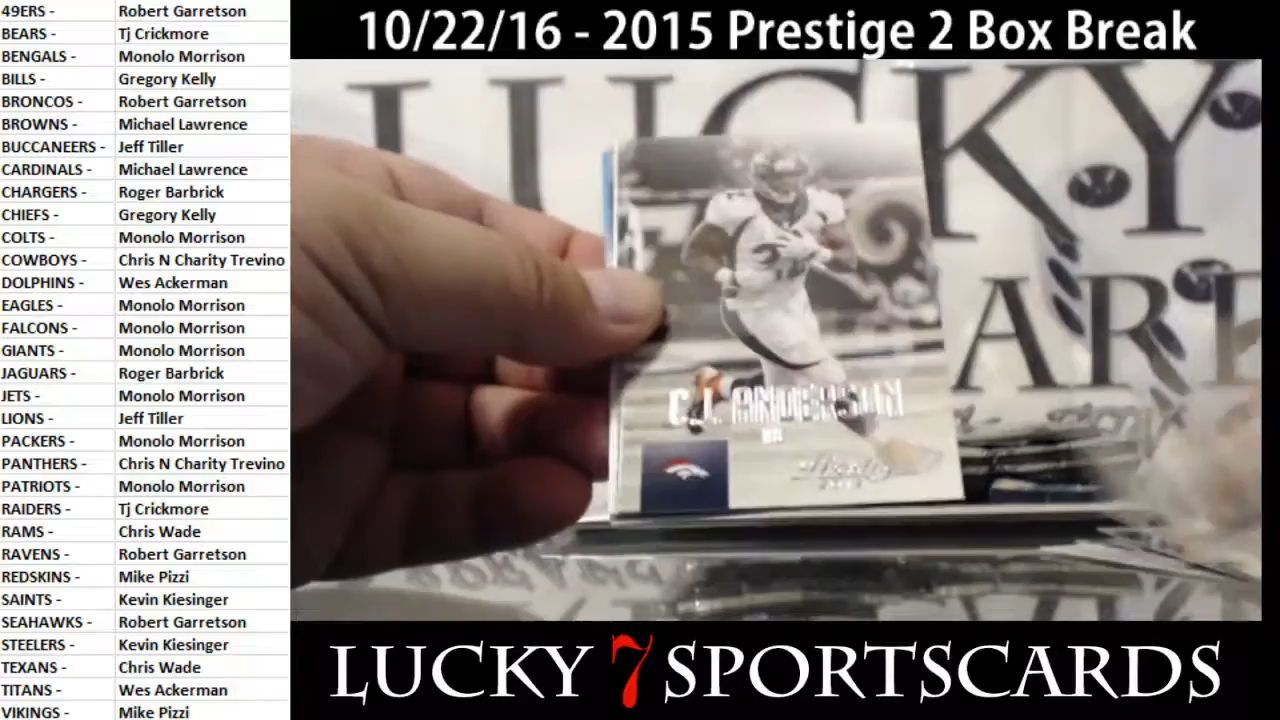 49ERS - Robert Garretson
BEARS - Tj Crickmore
BENGALS - Monolo Morrison
BILLS - Gregory Kelly
BRONCOS - Robert Garretson
BROWNS - Michael Lawrence
BUCCANEERS - Jeff Tiller
CARDINALS - Michael Lawrence
CHARGERS - Roger Barbrick
CHIEFS - Gregory Kelly
COLTS - Monolo Morrison
COWBOYS - Chris N Charity Trevino
DOLPHINS - Wes Ackerman
EAGLES - Monolo Morrison
FALCONS - Monolo Morrison
GIANTS - Monolo Morrison
JAGUARS - Roger Barbrick
JETS - Monolo Morrison
LIONS - Jeff Tiller
PACKERS - Monolo Morrison
PANTHERS - Chris N Charity Trevino
PATRIOTS - Monolo Morrison
RAIDERS - Tj Crickmore
RAMS - Chris Wade
RAVENS - Robert Garretson
REDSKINS - Mike Pizzi
SAINTS - Kevin Kiesinger
SEAHAWKS - Robert Garretson
STEELERS - Kevin Kiesinger
TEXANS - Chris Wade
TITANS - Wes Ackerman
VIKINGS - Mike Pizzi
10/22/16 - 2015 Prestige 2 Box Break
LUCKY
C.J. ANDERSON
Prestige
LUCKY 7 SPORTSCARDS